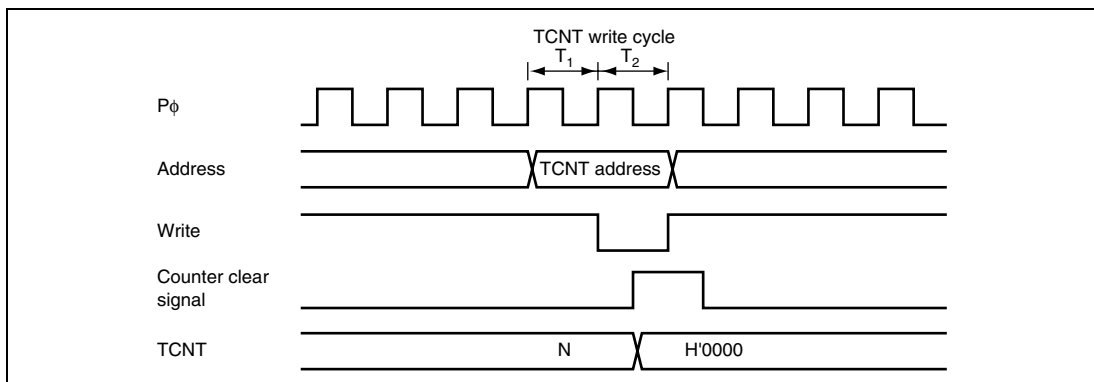 TCNT write cycle
T1 T2
Pϕ
Address
TCNT address
Write
Counter clear
signal
TCNT
N
H'0000